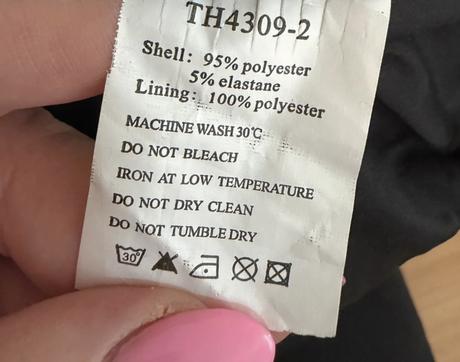 TH4309-2
Shell: 95% polyester
5% elastane
Lining: 100% polyester
MACHINE WASH 30℃
DO NOT BLEACH
IRON AT LOW TEMPERATURE
DO NOT DRY CLEAN
DO NOT TUMBLE DRY
30°